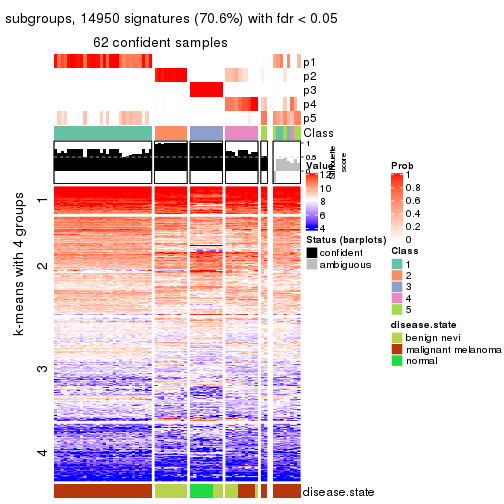 subgroups, 14950 signatures (70.6%) with fdr < 0.05
62 confident samples
p1
p2
p3
p4
p5
Class
1
0.5
0
Silhouette
score
k-means with 4 groups
1
2
3
4
Value
12
10
8
6
4
Status (barplots)
confident
ambiguous
Prob
1
0.8
0.6
0.4
0.2
0
Class
1
2
3
4
5
disease.state
benign nevi
malignant melanoma
normal
disease.state